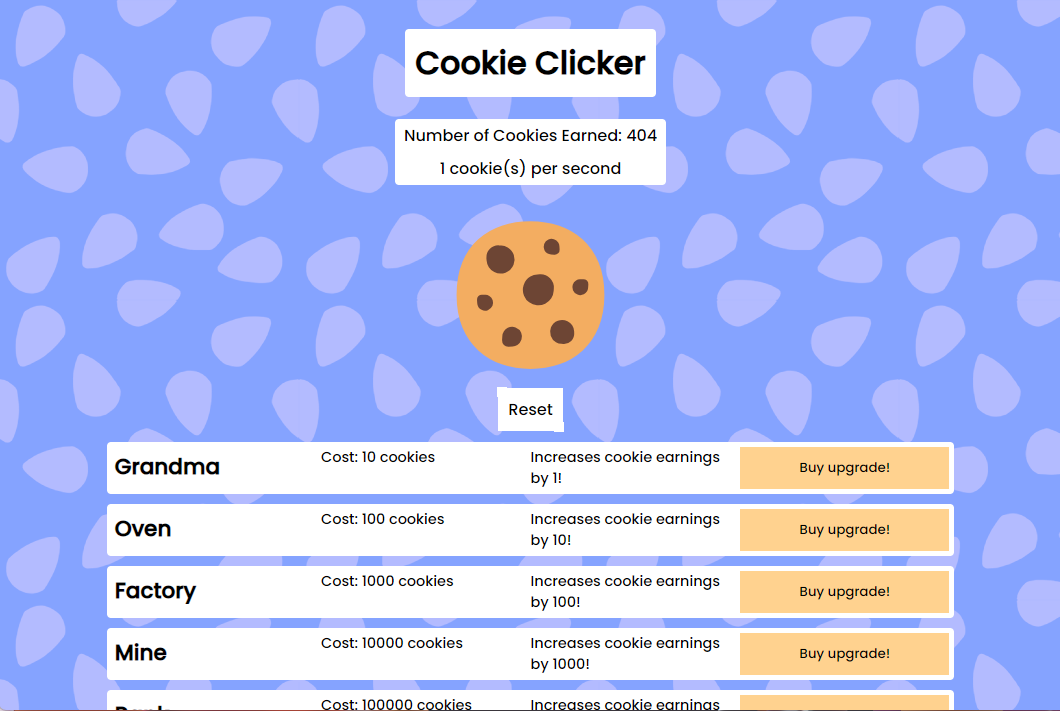 Cookie Clicker
Number of Cookies Earned: 404
1 cookie(s) per second
Reset
Grandma
Cost: 10 cookies
Increases cookie earnings
by 1!
Buy upgrade!
Oven
Cost: 100 cookies
Increases cookie earnings
by 10!
Buy upgrade!
Factory
Cost: 1000 cookies
Increases cookie earnings
by 100!
Buy upgrade!
Mine
Cost: 10000 cookies
Increases cookie earnings
by 1000!
Buy upgrade!
Cost: 100000 cookies
Increases cookie earnings